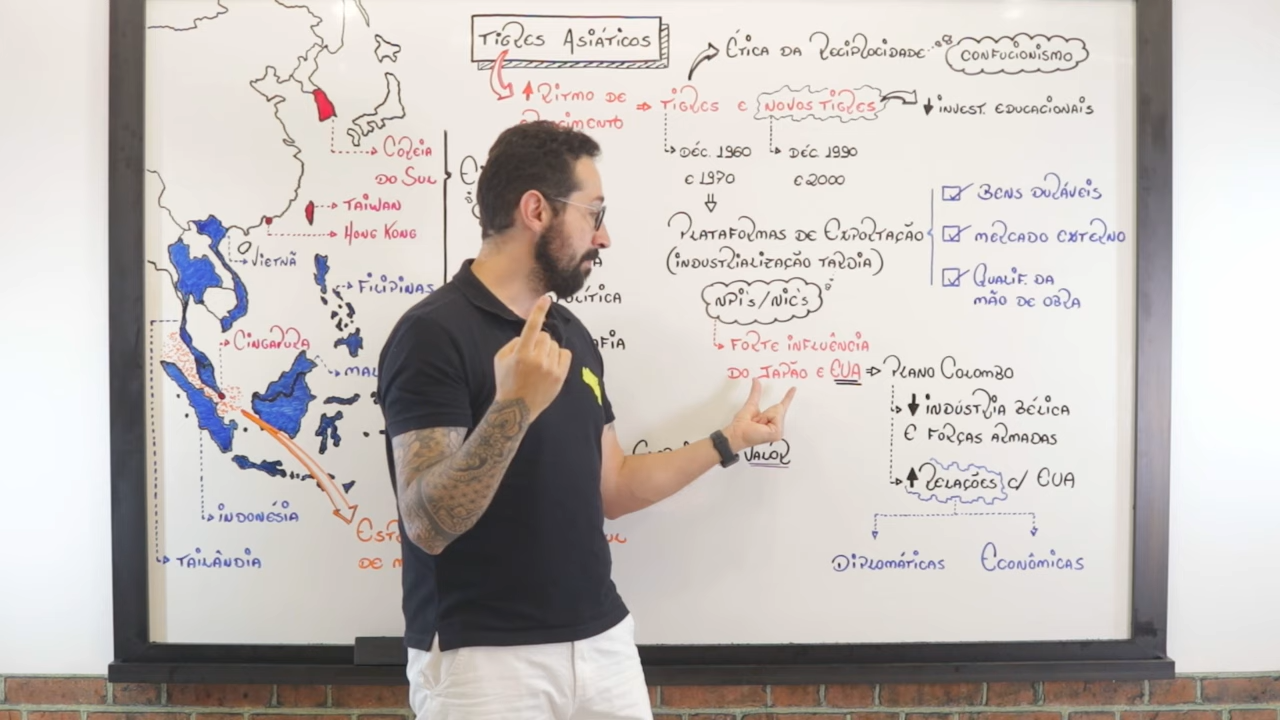 TIGRES ASIÁTICOS
↑ RITMO DE
⇒ TIGRES E NOVOS TIGRES
ÉTICA DA RECIPROCIDADE
CONFUCIONISMO
↓ INVEST. EDUCACIONAIS
DÉC. 1960
E 1970
DÉC. 1990
E 2000
PLATAFORMAS DE EXPORTAÇÃO
(INDUSTRIALIZAÇÃO TARDIA)
BENS DURÁVEIS
MERCADO EXTERNO
QUALIF. DA
MÃO DE OBRA
NPI'S/NIC'S
FORTE INFLUÊNCIA
DO JAPÃO E EUA ⇒ PLANO COLOMBO
↓ INDÚSTRIA BÉLICA
E FORÇAS ARMADAS
↑ RELAÇÕES C/ EUA
DIPLOMÁTICAS
ECONÔMICAS
COREIA
DO SUL
TAIWAN
HONG KONG
VIETNÃ
FILIPINAS
CINGAPURA
INDONÉSIA
TAILÂNDIA
DE
VALOR